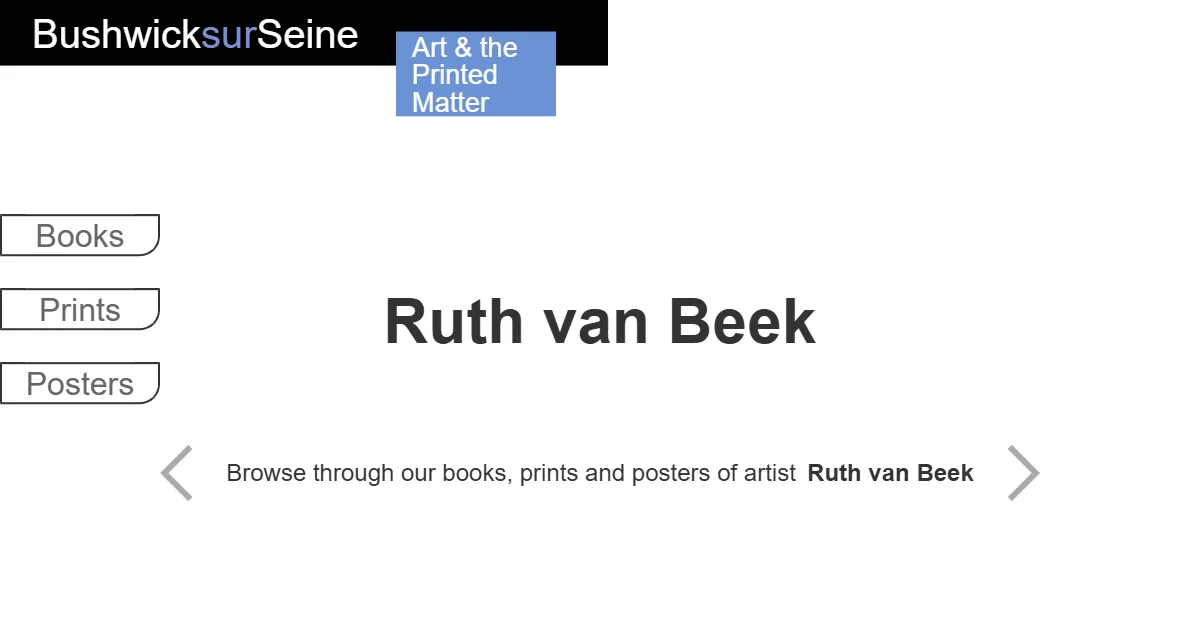 BushwicksurSeine
Art & the
Printed
Matter
Books
Prints
Posters
Ruth van Beek
Browse through our books, prints and posters of artist Ruth van Beek